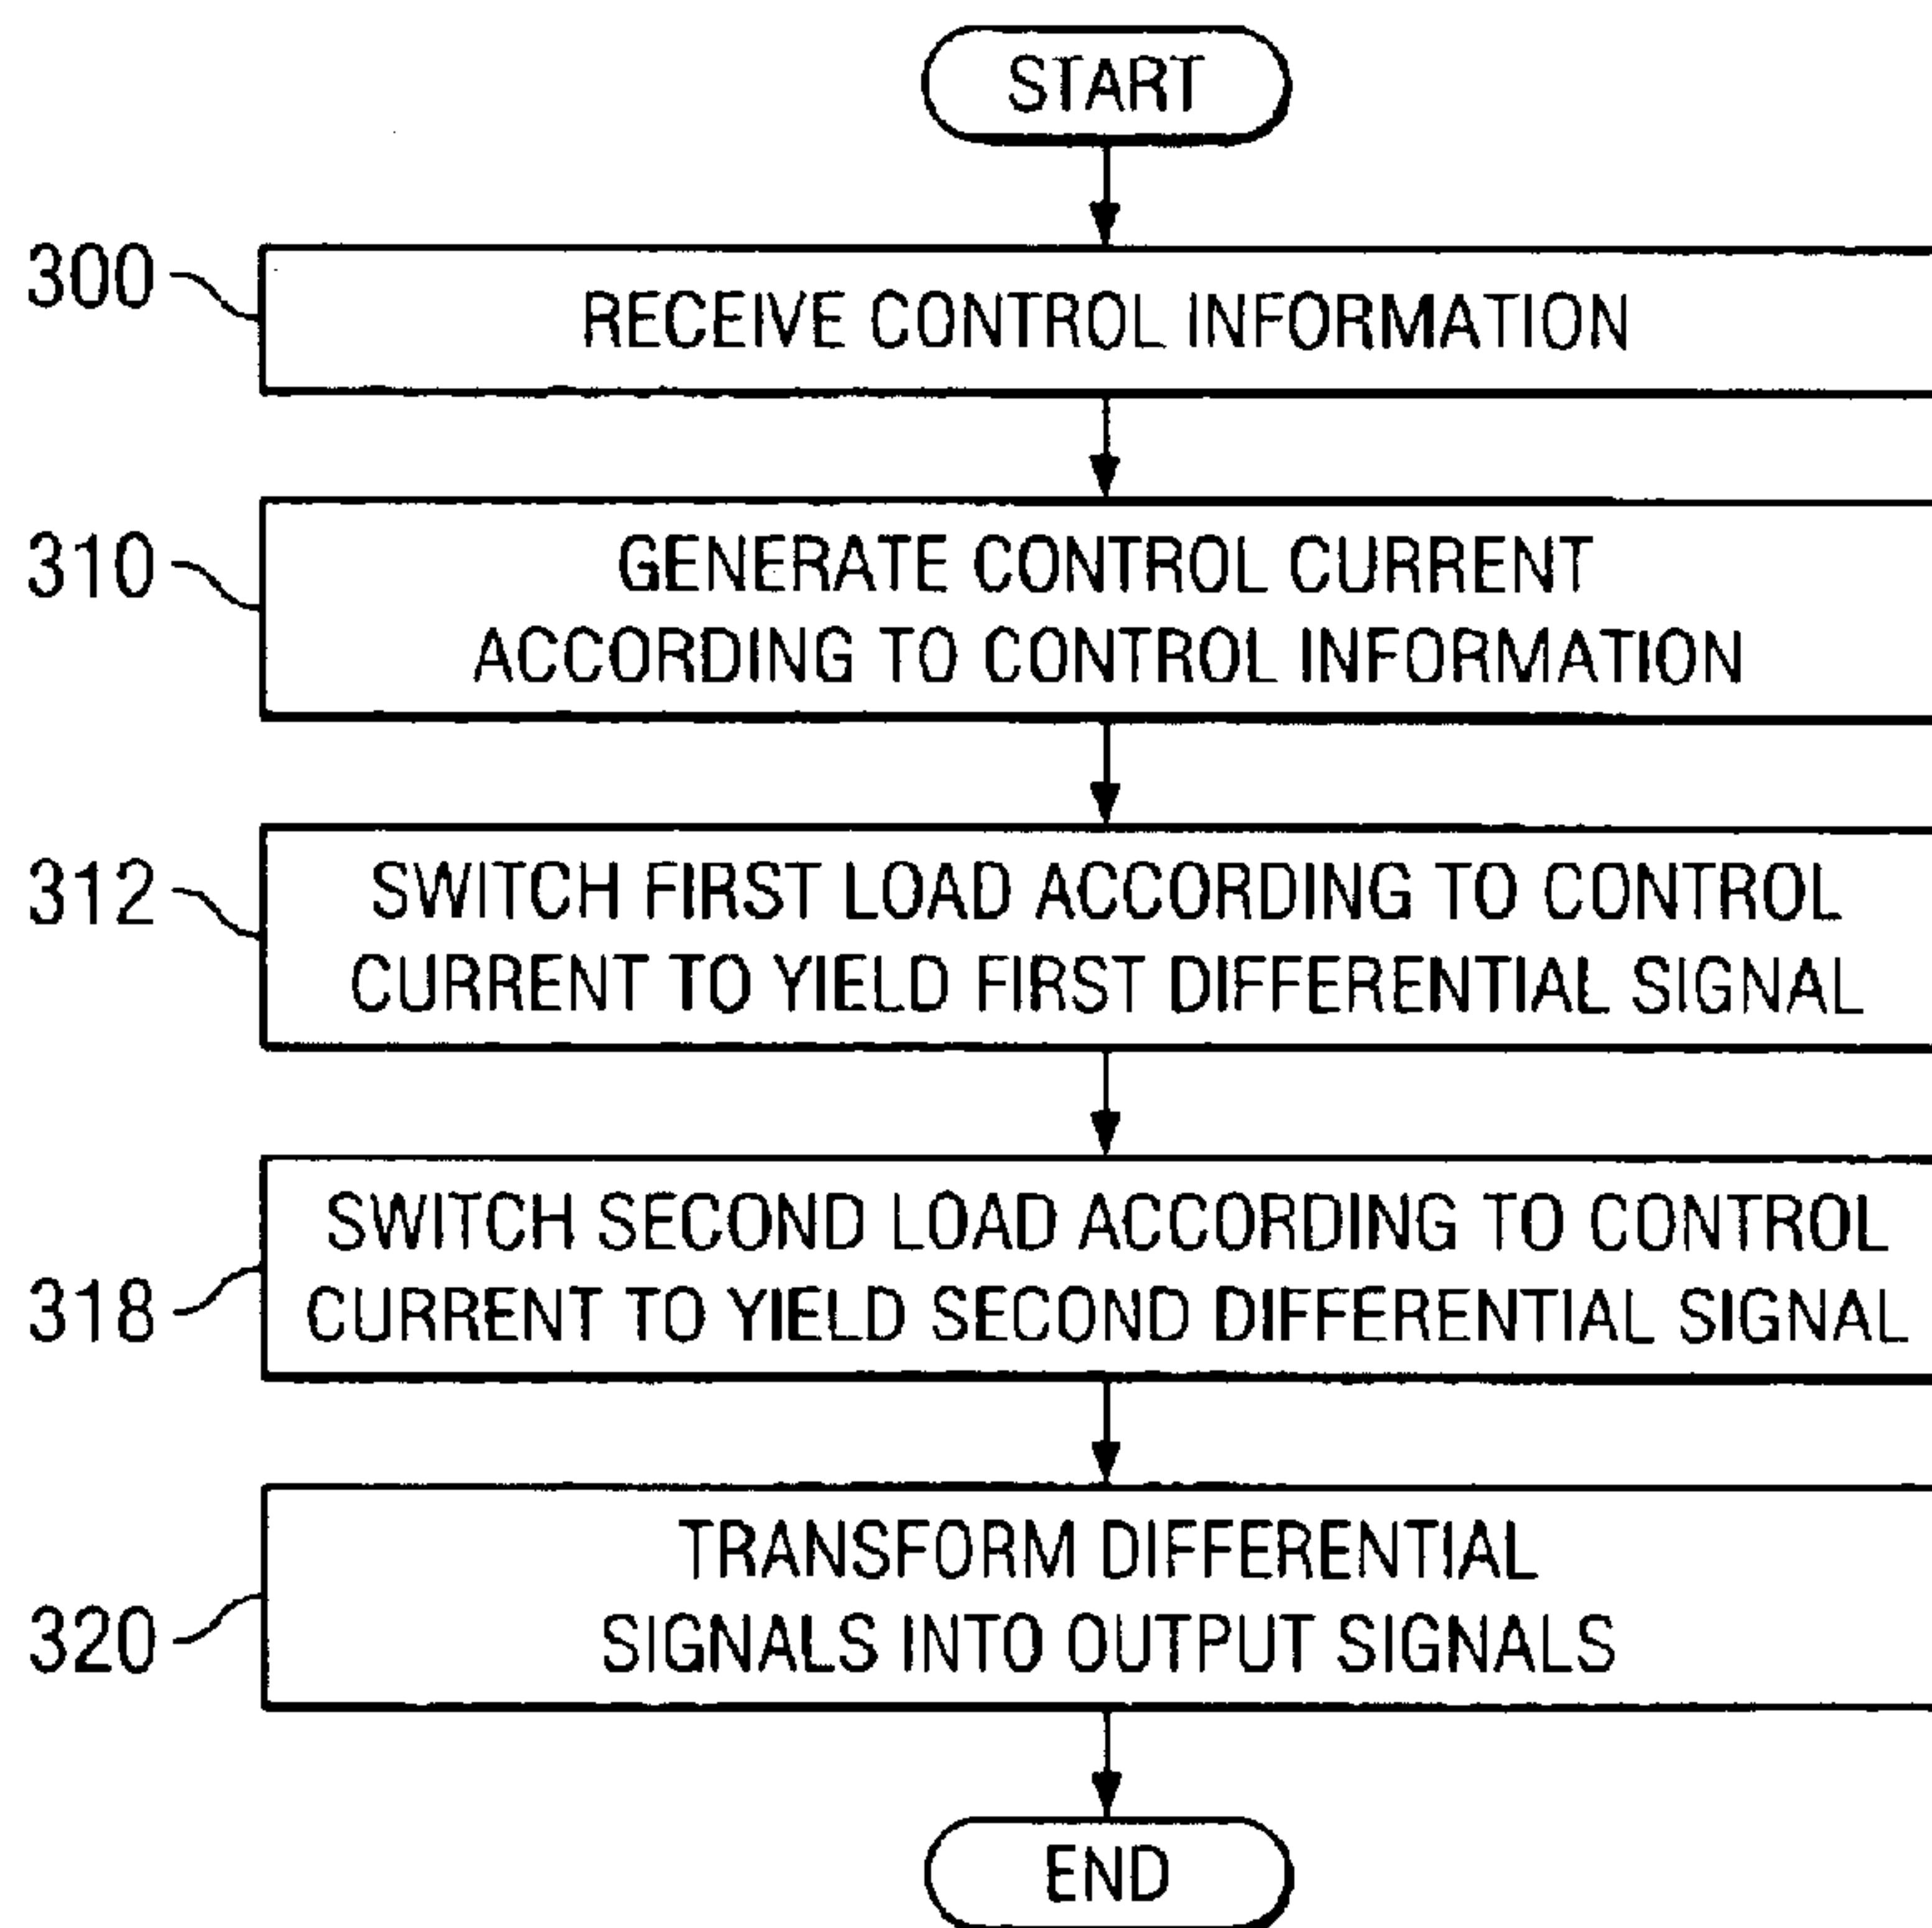 START
300
RECEIVE CONTROL INFORMATION
310
GENERATE CONTROL CURRENT
ACCORDING TO CONTROL INFORMATION
312
SWITCH FIRST LOAD ACCORDING TO CONTROL
CURRENT TO YIELD FIRST DIFFERENTIAL SIGNAL
318
SWITCH SECOND LOAD ACCORDING TO CONTROL
CURRENT TO YIELD SECOND DIFFERENTIAL SIGNAL
320
TRANSFORM DIFFERENTIAL
SIGNALS INTO OUTPUT SIGNALS
END